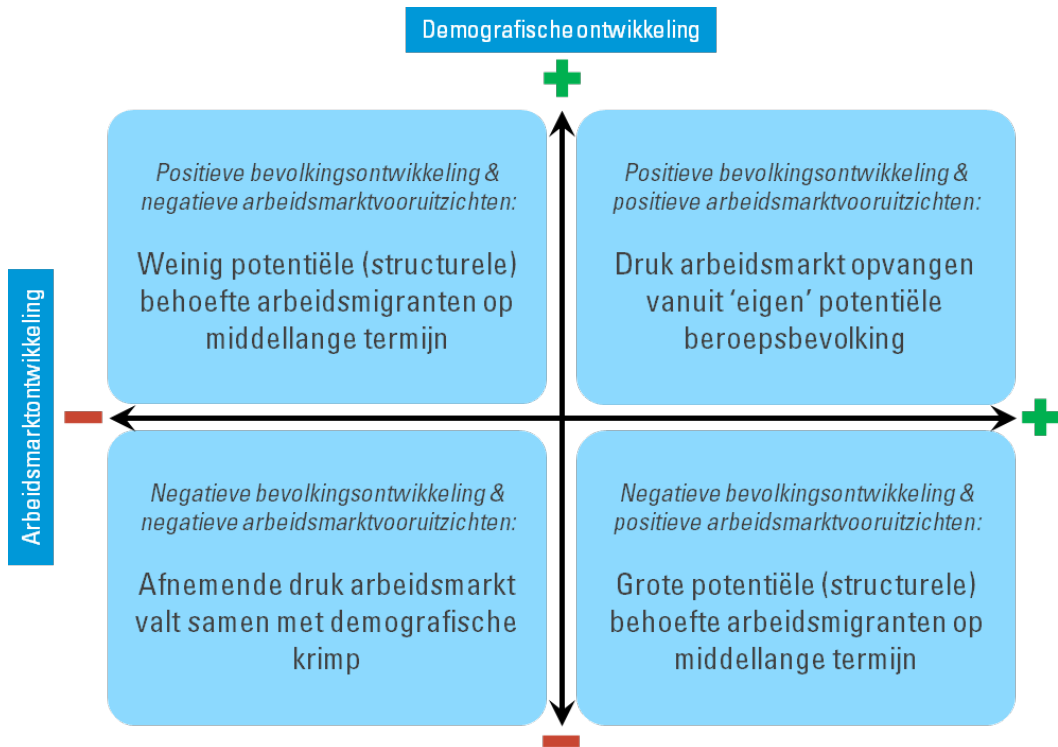 Demografische ontwikkeling
Positieve bevolkingsontwikkeling &
negatieve arbeidsmarktvooruitzichten:
Weinig potentiële (structurele)
behoefte arbeidsmigranten op
middellange termijn
Positieve bevolkingsontwikkeling &
positieve arbeidsmarktvooruitzichten:
Druk arbeidsmarkt opvangen
vanuit ‘eigen’ potentiële
beroepsbevolking
Arbeidsmarktontwikkeling
Negatieve bevolkingsontwikkeling &
negatieve arbeidsmarktvooruitzichten:
Afnemende druk arbeidsmarkt
valt samen met demografische
krimp
Negatieve bevolkingsontwikkeling &
positieve arbeidsmarktvooruitzichten:
Grote potentiële (structurele)
behoefte arbeidsmigranten op
middellange termijn